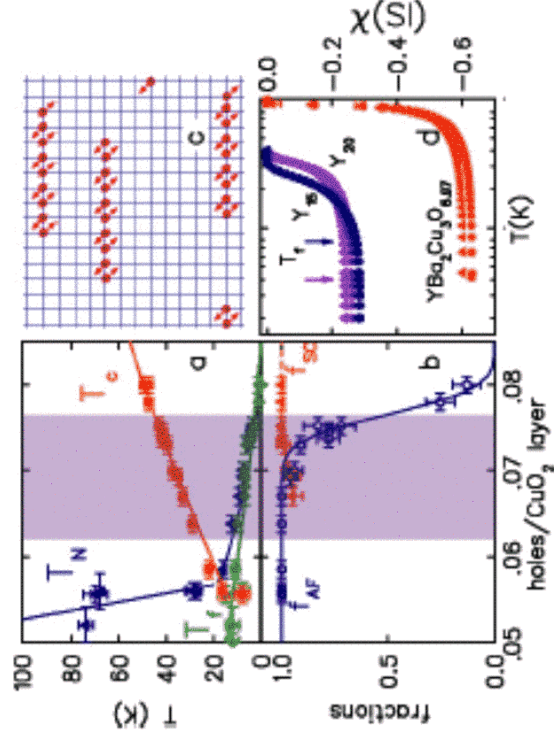 100
80
60
40
20
0
T (K)
T_N
T_c
T_f
a
1.0
0.5
0.0
fractions
f_AF
f_SC
b
.05
.06
.07
.08
holes/CuO₂ layer
c
0.0
−0.2
−0.4
−0.6
χ(SI)
Y_15
Y_20
T_f
d
YBa₂Cu₃O_6.97
T(K)